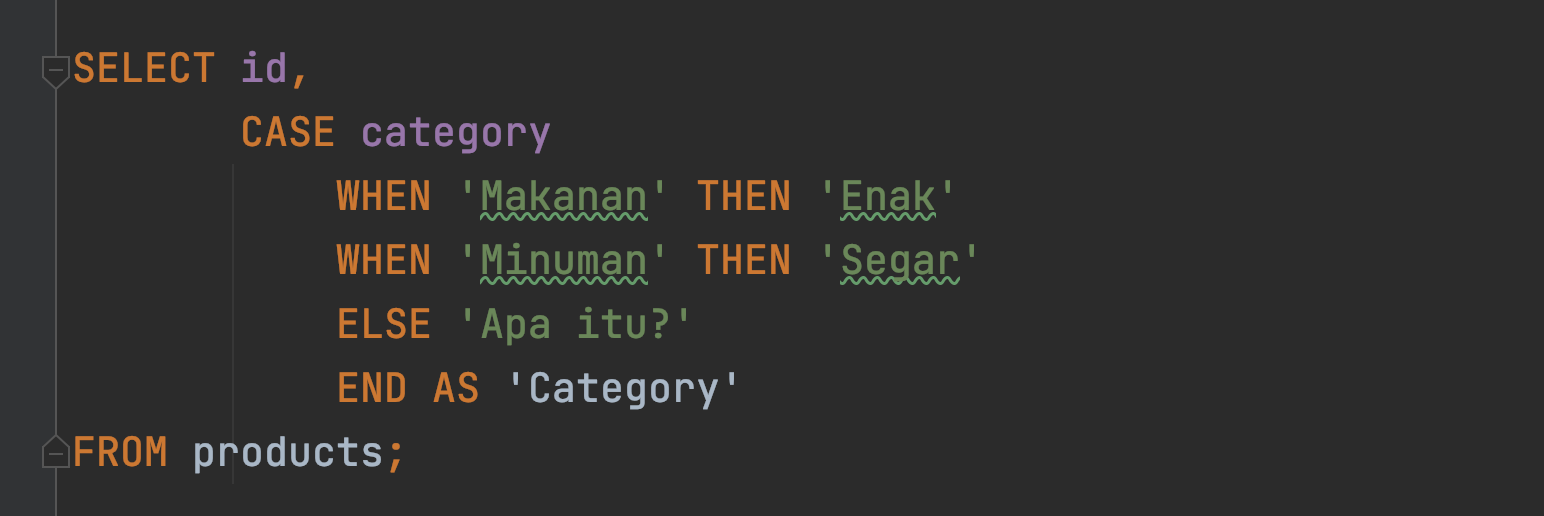 SELECT id,
CASE category
WHEN 'Makanan' THEN 'Enak'
WHEN 'Minuman' THEN 'Segar'
ELSE 'Apa itu?'
END AS 'Category'
FROM products;